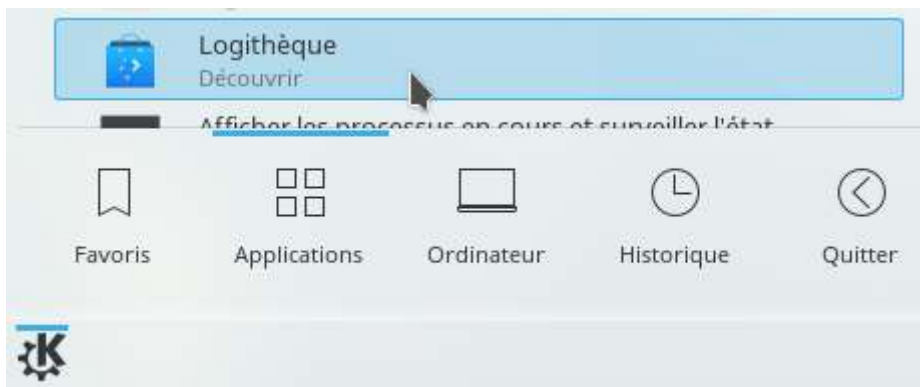 Logithèque
Découvrir
Afficher les processus en cours et surveiller l'état
Favoris
Applications
Ordinateur
Historique
Quitter